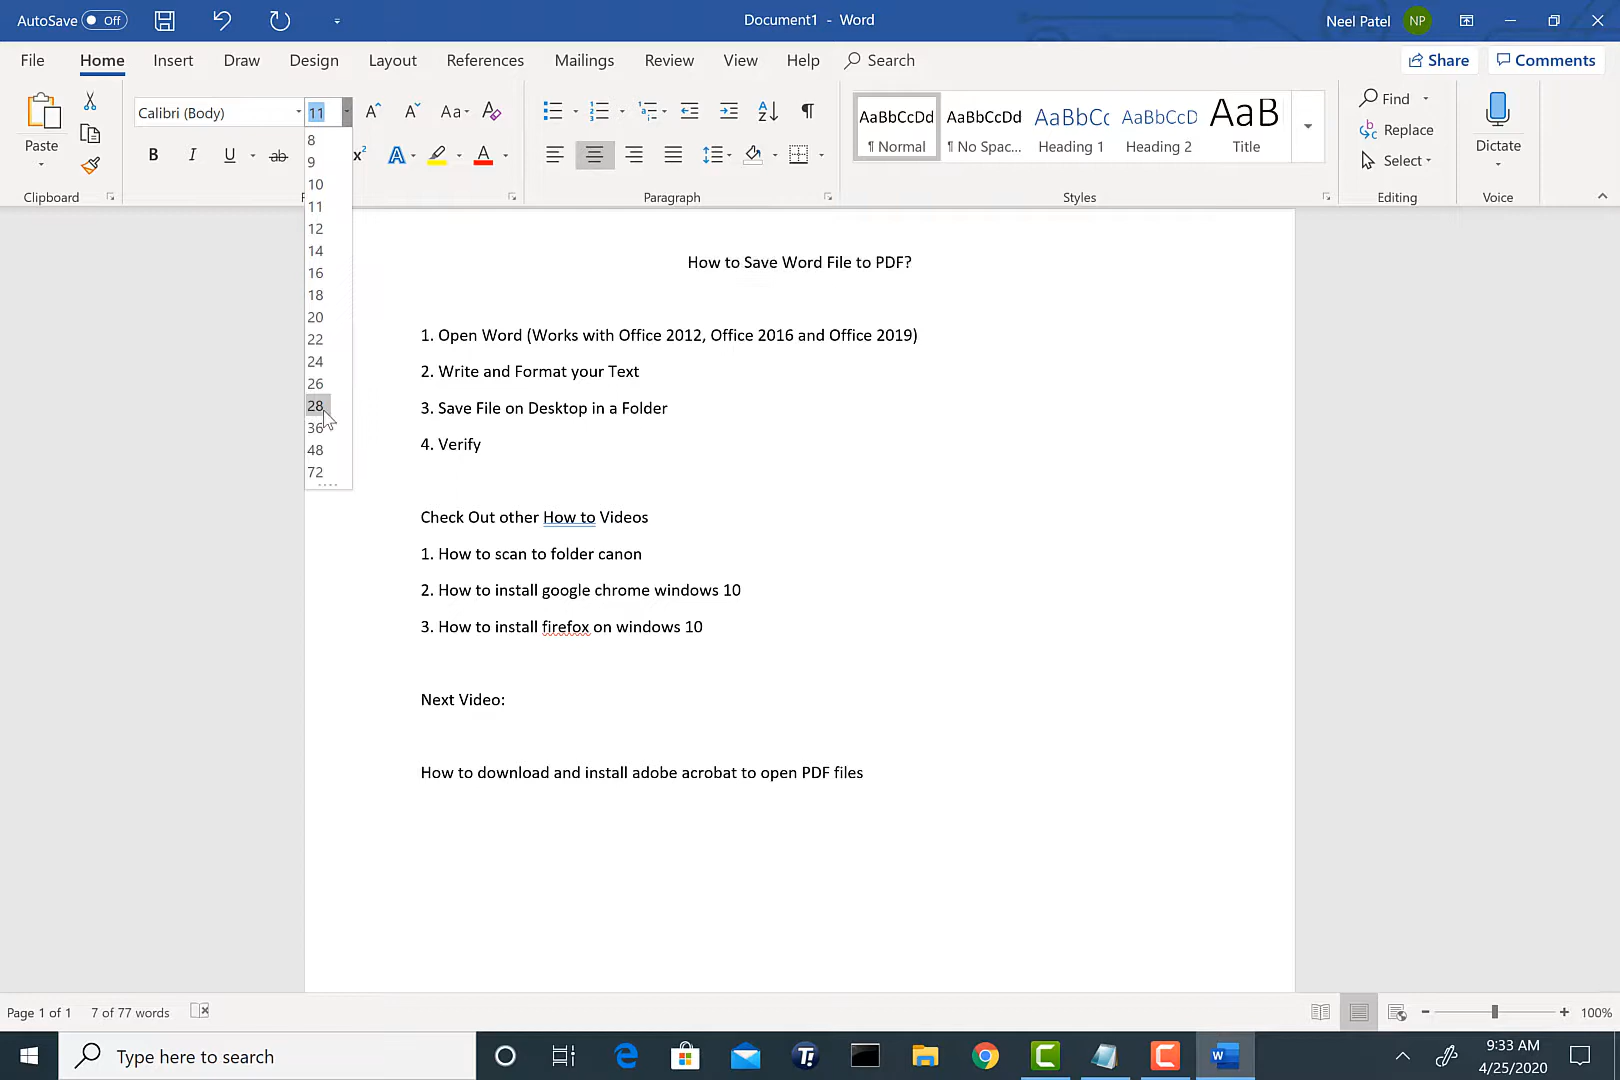 AutoSave Off
Document1 - Word
Neel Patel NP
File Home Insert Draw Design Layout References Mailings Review View Help Search
Share Comments
Paste
Clipboard
Calibri (Body) 11
Aa
B I U ab x²
A A
Paragraph
AaBbCcDd AaBbCcDd AaBbCc AaBbCcD AaB
¶ Normal ¶ No Spac... Heading 1 Heading 2 Title
Styles
Find
Replace
Select
Editing
Dictate
Voice
8
9
10
11
12
14
16
18
20
22
24
26
28
36
48
72
How to Save Word File to PDF?
1. Open Word (Works with Office 2012, Office 2016 and Office 2019)
2. Write and Format your Text
3. Save File on Desktop in a Folder
4. Verify
Check Out other How to Videos
1. How to scan to folder canon
2. How to install google chrome windows 10
3. How to install firefox on windows 10
Next Video:
How to download and install adobe acrobat to open PDF files
Page 1 of 1 7 of 77 words
100%
Type here to search
9:33 AM
4/25/2020